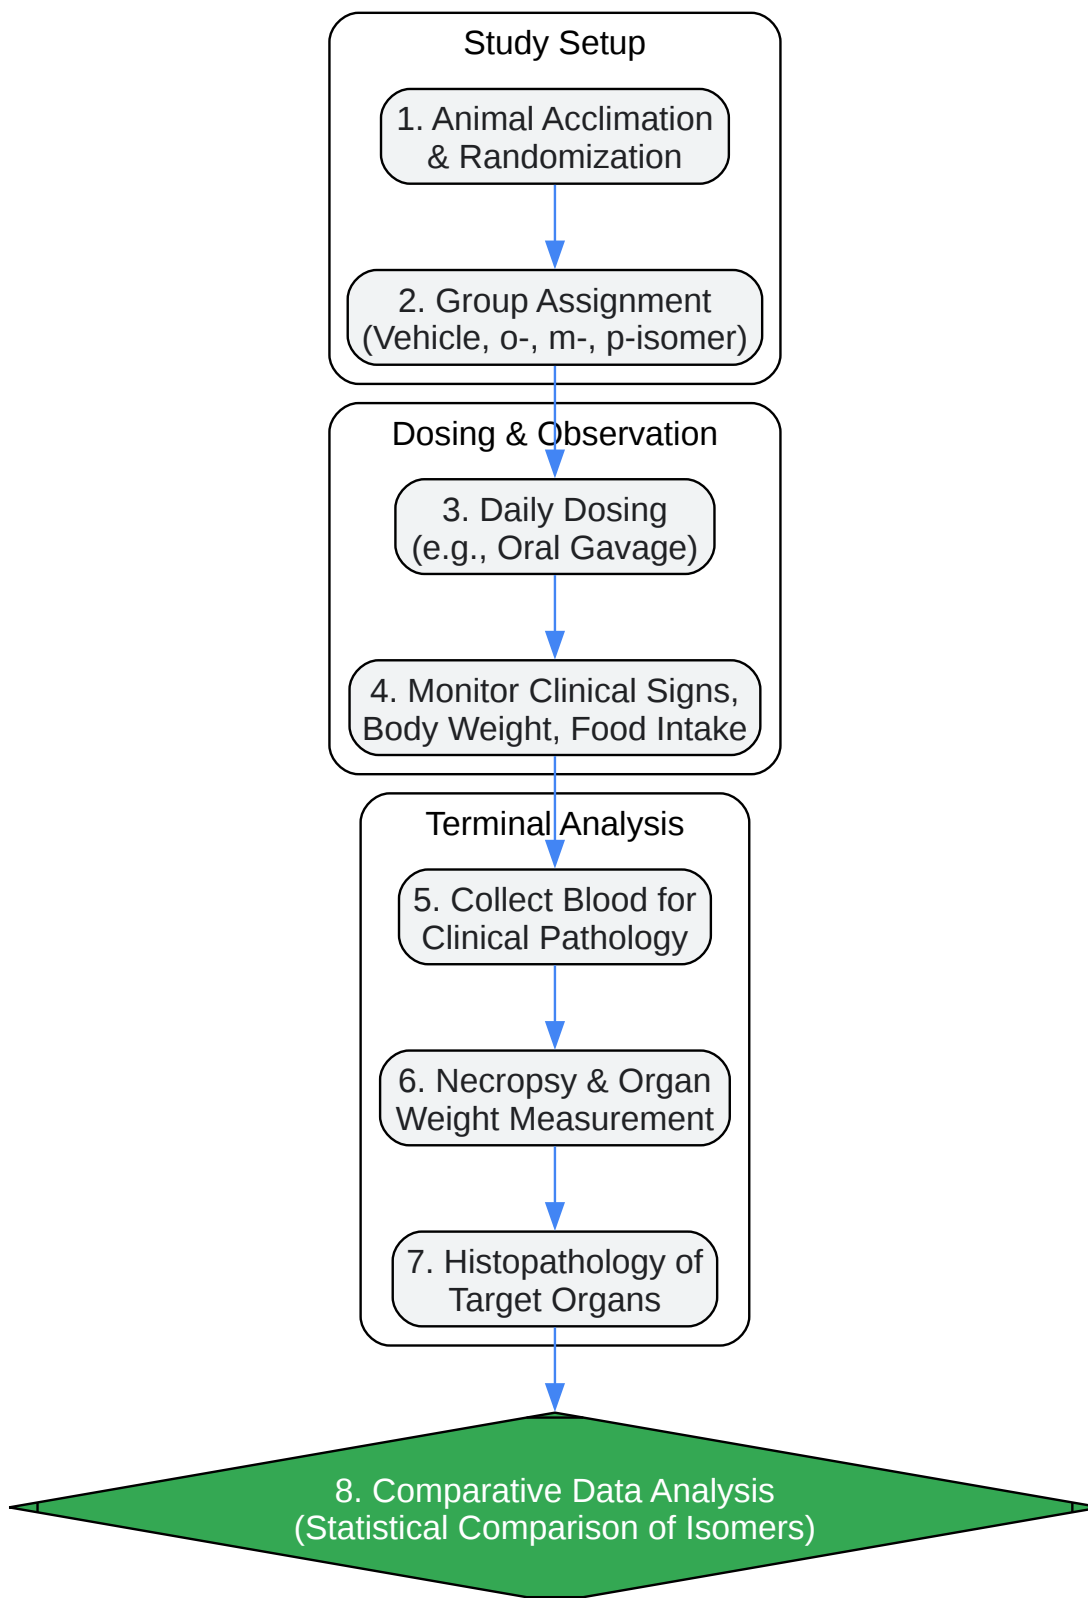 Study Setup
1. Animal Acclimation
& Randomization
2. Group Assignment
(Vehicle, o-, m-, p-isomer)
Dosing & Observation
3. Daily Dosing
(e.g., Oral Gavage)
4. Monitor Clinical Signs,
Body Weight, Food Intake
Terminal Analysis
5. Collect Blood for
Clinical Pathology
6. Necropsy & Organ
Weight Measurement
7. Histopathology of
Target Organs
8. Comparative Data Analysis
(Statistical Comparison of Isomers)